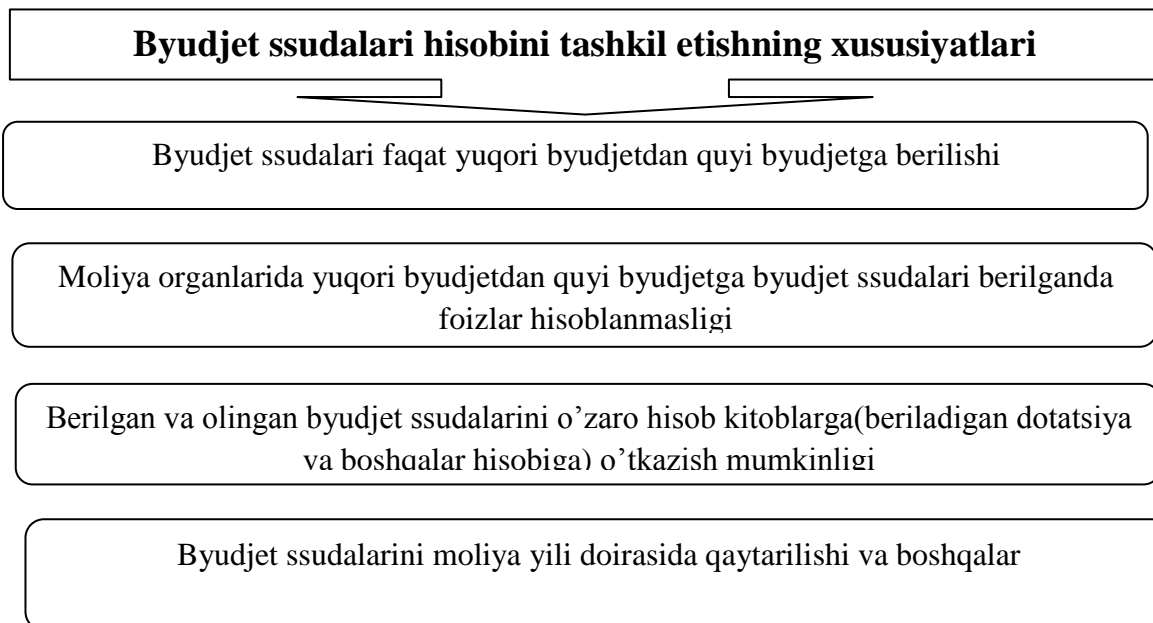 Byudjet ssudalari hisobini tashkil etishning xususiyatlari
Byudjet ssudalari faqat yuqori byudjetdan quyi byudjetga berilishi
Moliya organlarida yuqori byudjetdan quyi byudjetga byudjet ssudalari berilganda
foizlar hisoblanmasligi
Berilgan va olingan byudjet ssudalarini o’zaro hisob kitoblarga(beriladigan dotatsiya
va boshqalar hisobiga) o’tkazish mumkinligi
Byudjet ssudalarini moliya yili doirasida qaytarilishi va boshqalar